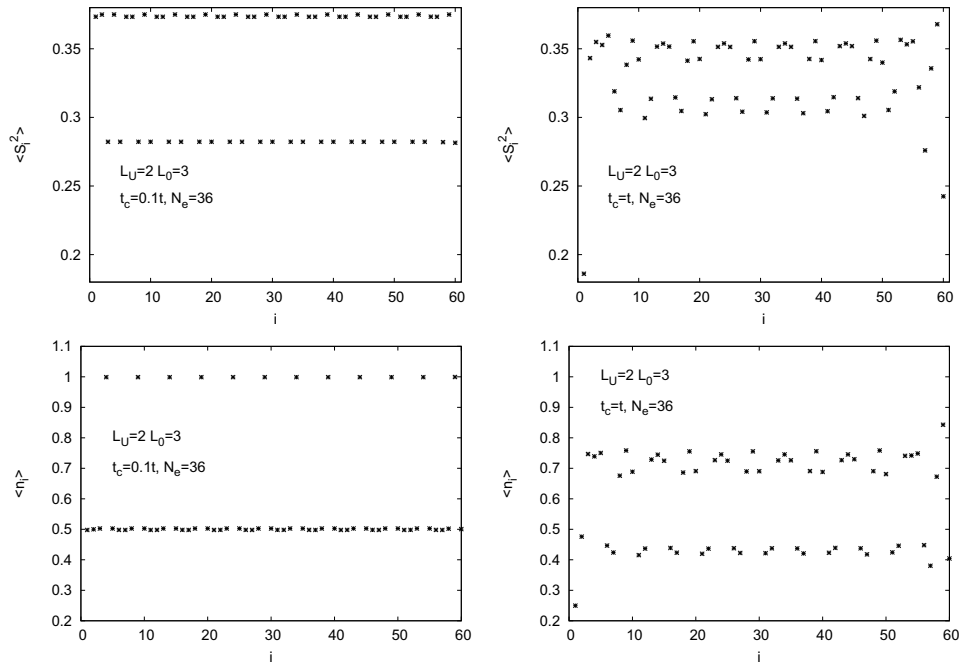 <S_i^2>
0.35
0.3
0.25
0.2
L_U=2 L_0=3
t_c=0.1t, N_e=36
0 10 20 30 40 50 60
i
<S_i^2>
0.35
0.3
0.25
0.2
L_U=2 L_0=3
t_c=t, N_e=36
0 10 20 30 40 50 60
i
<n_i>
1.1
1
0.9
0.8
0.7
0.6
0.5
0.4
0.3
0.2
L_U=2 L_0=3
t_c=0.1t, N_e=36
0 10 20 30 40 50 60
i
<n_i>
1.1
1
0.9
0.8
0.7
0.6
0.5
0.4
0.3
0.2
L_U=2 L_0=3
t_c=t, N_e=36
0 10 20 30 40 50 60
i